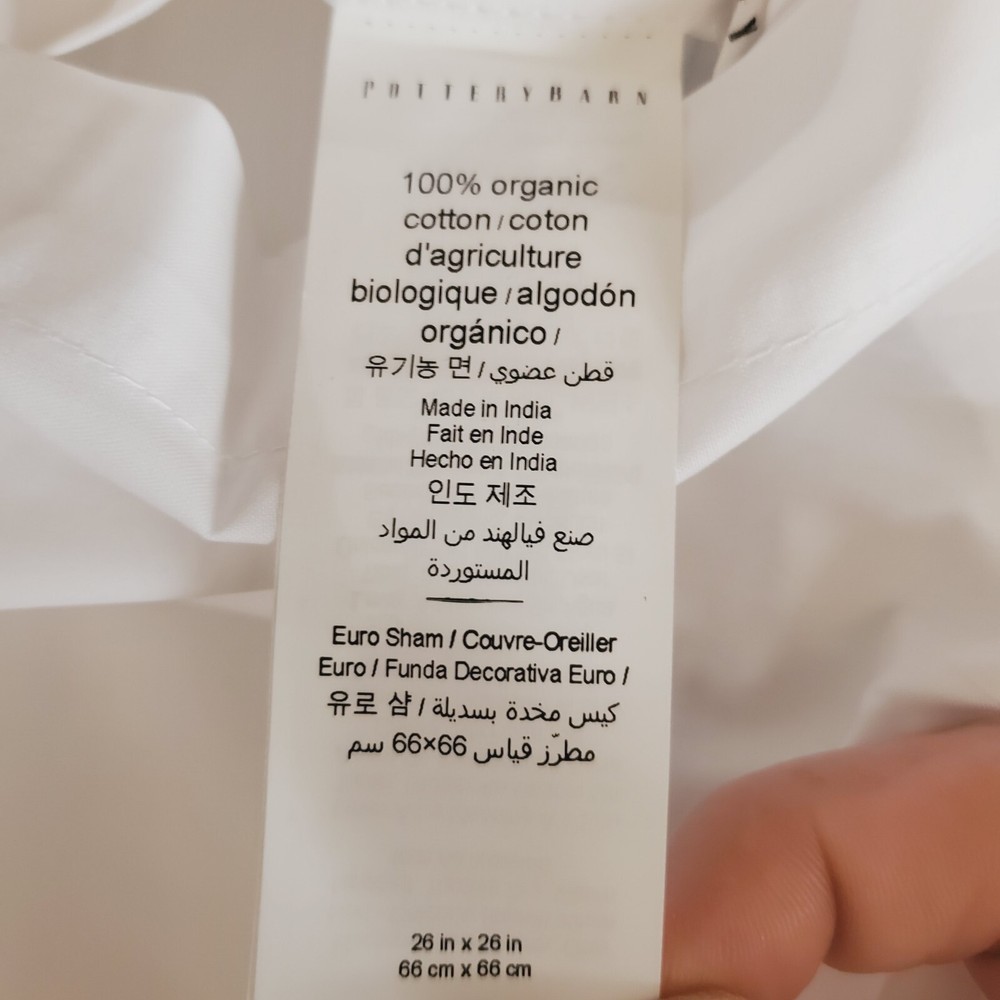 POTTERYBARN
100% organic
cotton / coton
d'agriculture
biologique / algodón
orgánico /
유기농 면 / قطن عضوي
Made in India
Fait en Inde
Hecho en India
인도 제조
صنع فيالهند من المواد
المستوردة
Euro Sham / Couvre-Oreiller
Euro / Funda Decorativa Euro /
유로 샴 / كيس مخدة بسديلة
مطرّز قياس 66×66 سم
26 in x 26 in
66 cm x 66 cm